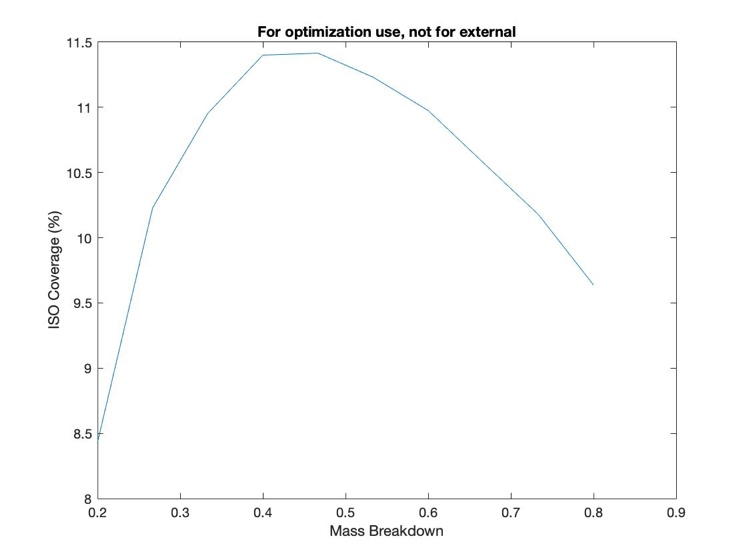 For optimization use, not for external
11.5
11
10.5
10
9.5
9
8.5
8
ISO Coverage (%)
0.2 0.3 0.4 0.5 0.6 0.7 0.8 0.9
Mass Breakdown